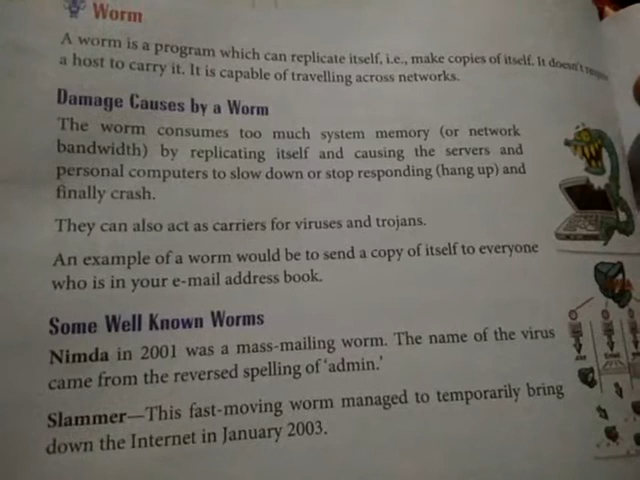 Worm
A worm is a program which can replicate itself, i.e., make copies of itself. It doesn't
a host to carry it. It is capable of travelling across networks.
Damage Causes by a Worm
The worm consumes too much system memory (or network
bandwidth) by replicating itself and causing the servers and
personal computers to slow down or stop responding (hang up) and
finally crash.
They can also act as carriers for viruses and trojans.
An example of a worm would be to send a copy of itself to everyone
who is in your e-mail address book.
Some Well Known Worms
Nimda in 2001 was a mass-mailing worm. The name of the virus
came from the reversed spelling of 'admin.'
Slammer—This fast-moving worm managed to temporarily bring
down the Internet in January 2003.